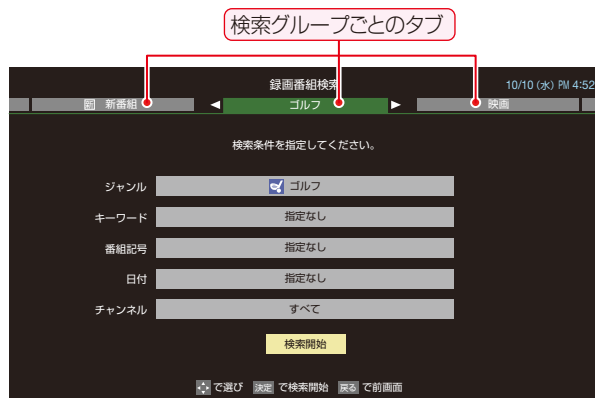 検索グループごとのタブ
録画番組検索 10/10(水) PM 4:52
新 新番組 ◀ ゴルフ ▶ 映画
検索条件を指定してください。
ジャンル ゴルフ
キーワード 指定なし
番組記号 指定なし
日付 指定なし
チャンネル すべて
検索開始
で選び 決定 で検索開始 戻る で前画面